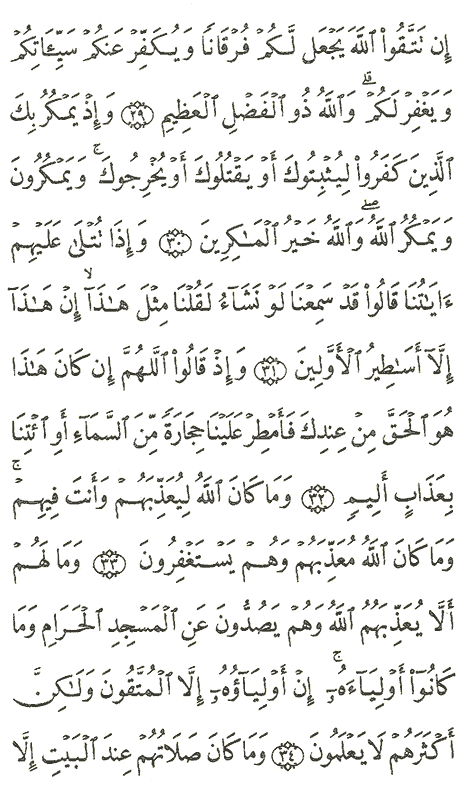 إِن تَتَّقُوا۟ ٱللَّهَ يَجْعَل لَّكُمْ فُرْقَانًا وَيُكَفِّرْ عَنكُمْ سَيِّـَٔاتِكُمْ
وَيَغْفِرْ لَكُمْ ۗ وَٱللَّهُ ذُو ٱلْفَضْلِ ٱلْعَظِيمِ ٢٩ وَإِذْ يَمْكُرُ بِكَ
ٱلَّذِينَ كَفَرُوا۟ لِيُثْبِتُوكَ أَوْ يَقْتُلُوكَ أَوْ يُخْرِجُوكَ ۚ وَيَمْكُرُونَ
وَيَمْكُرُ ٱللَّهُ ۖ وَٱللَّهُ خَيْرُ ٱلْمَـٰكِرِينَ ٣٠ وَإِذَا تُتْلَىٰ عَلَيْهِمْ
ءَايَـٰتُنَا قَالُوا۟ قَدْ سَمِعْنَا لَوْ نَشَآءُ لَقُلْنَا مِثْلَ هَـٰذَآ ۙ إِنْ هَـٰذَآ
إِلَّآ أَسَـٰطِيرُ ٱلْأَوَّلِينَ ٣١ وَإِذْ قَالُوا۟ ٱللَّهُمَّ إِن كَانَ هَـٰذَا
هُوَ ٱلْحَقَّ مِنْ عِندِكَ فَأَمْطِرْ عَلَيْنَا حِجَارَةً مِّنَ ٱلسَّمَآءِ أَوِ ٱئْتِنَا
بِعَذَابٍ أَلِيمٍ ٣٢ وَمَا كَانَ ٱللَّهُ لِيُعَذِّبَهُمْ وَأَنتَ فِيهِمْ ۚ
وَمَا كَانَ ٱللَّهُ مُعَذِّبَهُمْ وَهُمْ يَسْتَغْفِرُونَ ٣٣ وَمَا لَهُمْ
أَلَّا يُعَذِّبَهُمُ ٱللَّهُ وَهُمْ يَصُدُّونَ عَنِ ٱلْمَسْجِدِ ٱلْحَرَامِ وَمَا
كَانُوٓا۟ أَوْلِيَآءَهُۥٓ ۚ إِنْ أَوْلِيَآؤُهُۥٓ إِلَّا ٱلْمُتَّقُونَ وَلَـٰكِنَّ
أَكْثَرَهُمْ لَا يَعْلَمُونَ ٣٤ وَمَا كَانَ صَلَاتُهُمْ عِندَ ٱلْبَيْتِ إِلَّا